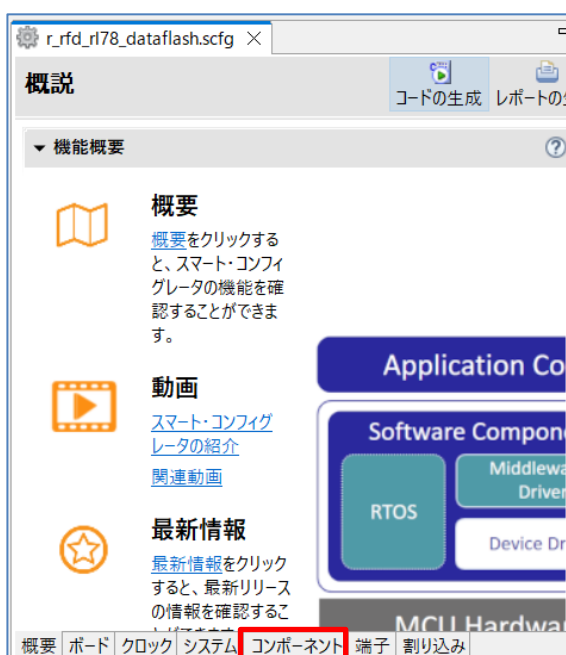 r_rfd_rl78_dataflash.scfg
概説
コードの生成 レポートの
▼ 機能概要
概要
概要をクリックする
と、スマート・コンフィ
グレータの機能を確
認することができま
す。
動画
スマート・コンフィグ
レータの紹介
関連動画
最新情報
最新情報をクリック
すると、最新リリース
の情報を確認するこ
Application Co
Software Compon
Middlewa
Driver
RTOS
Device Dr
MCU Hardwar
概要 ボード クロック システム コンポーネント 端子 割り込み